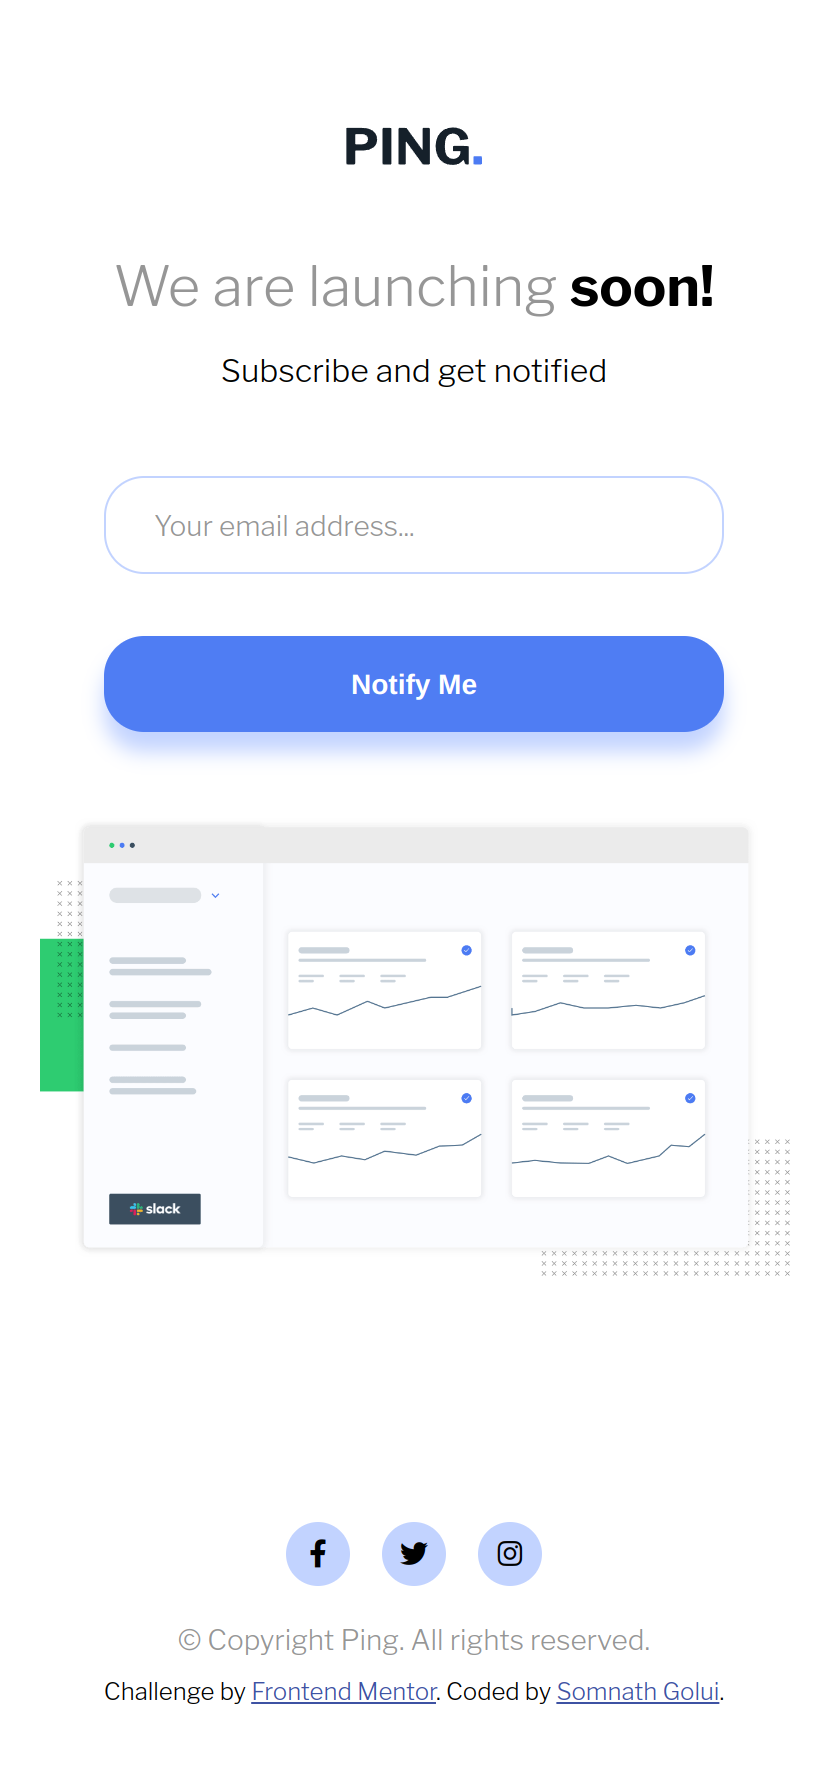 PING.
We are launching soon!
Subscribe and get notified
Your email address...
Notify Me
slack
© Copyright Ping. All rights reserved.
Challenge by Frontend Mentor. Coded by Somnath Golui.